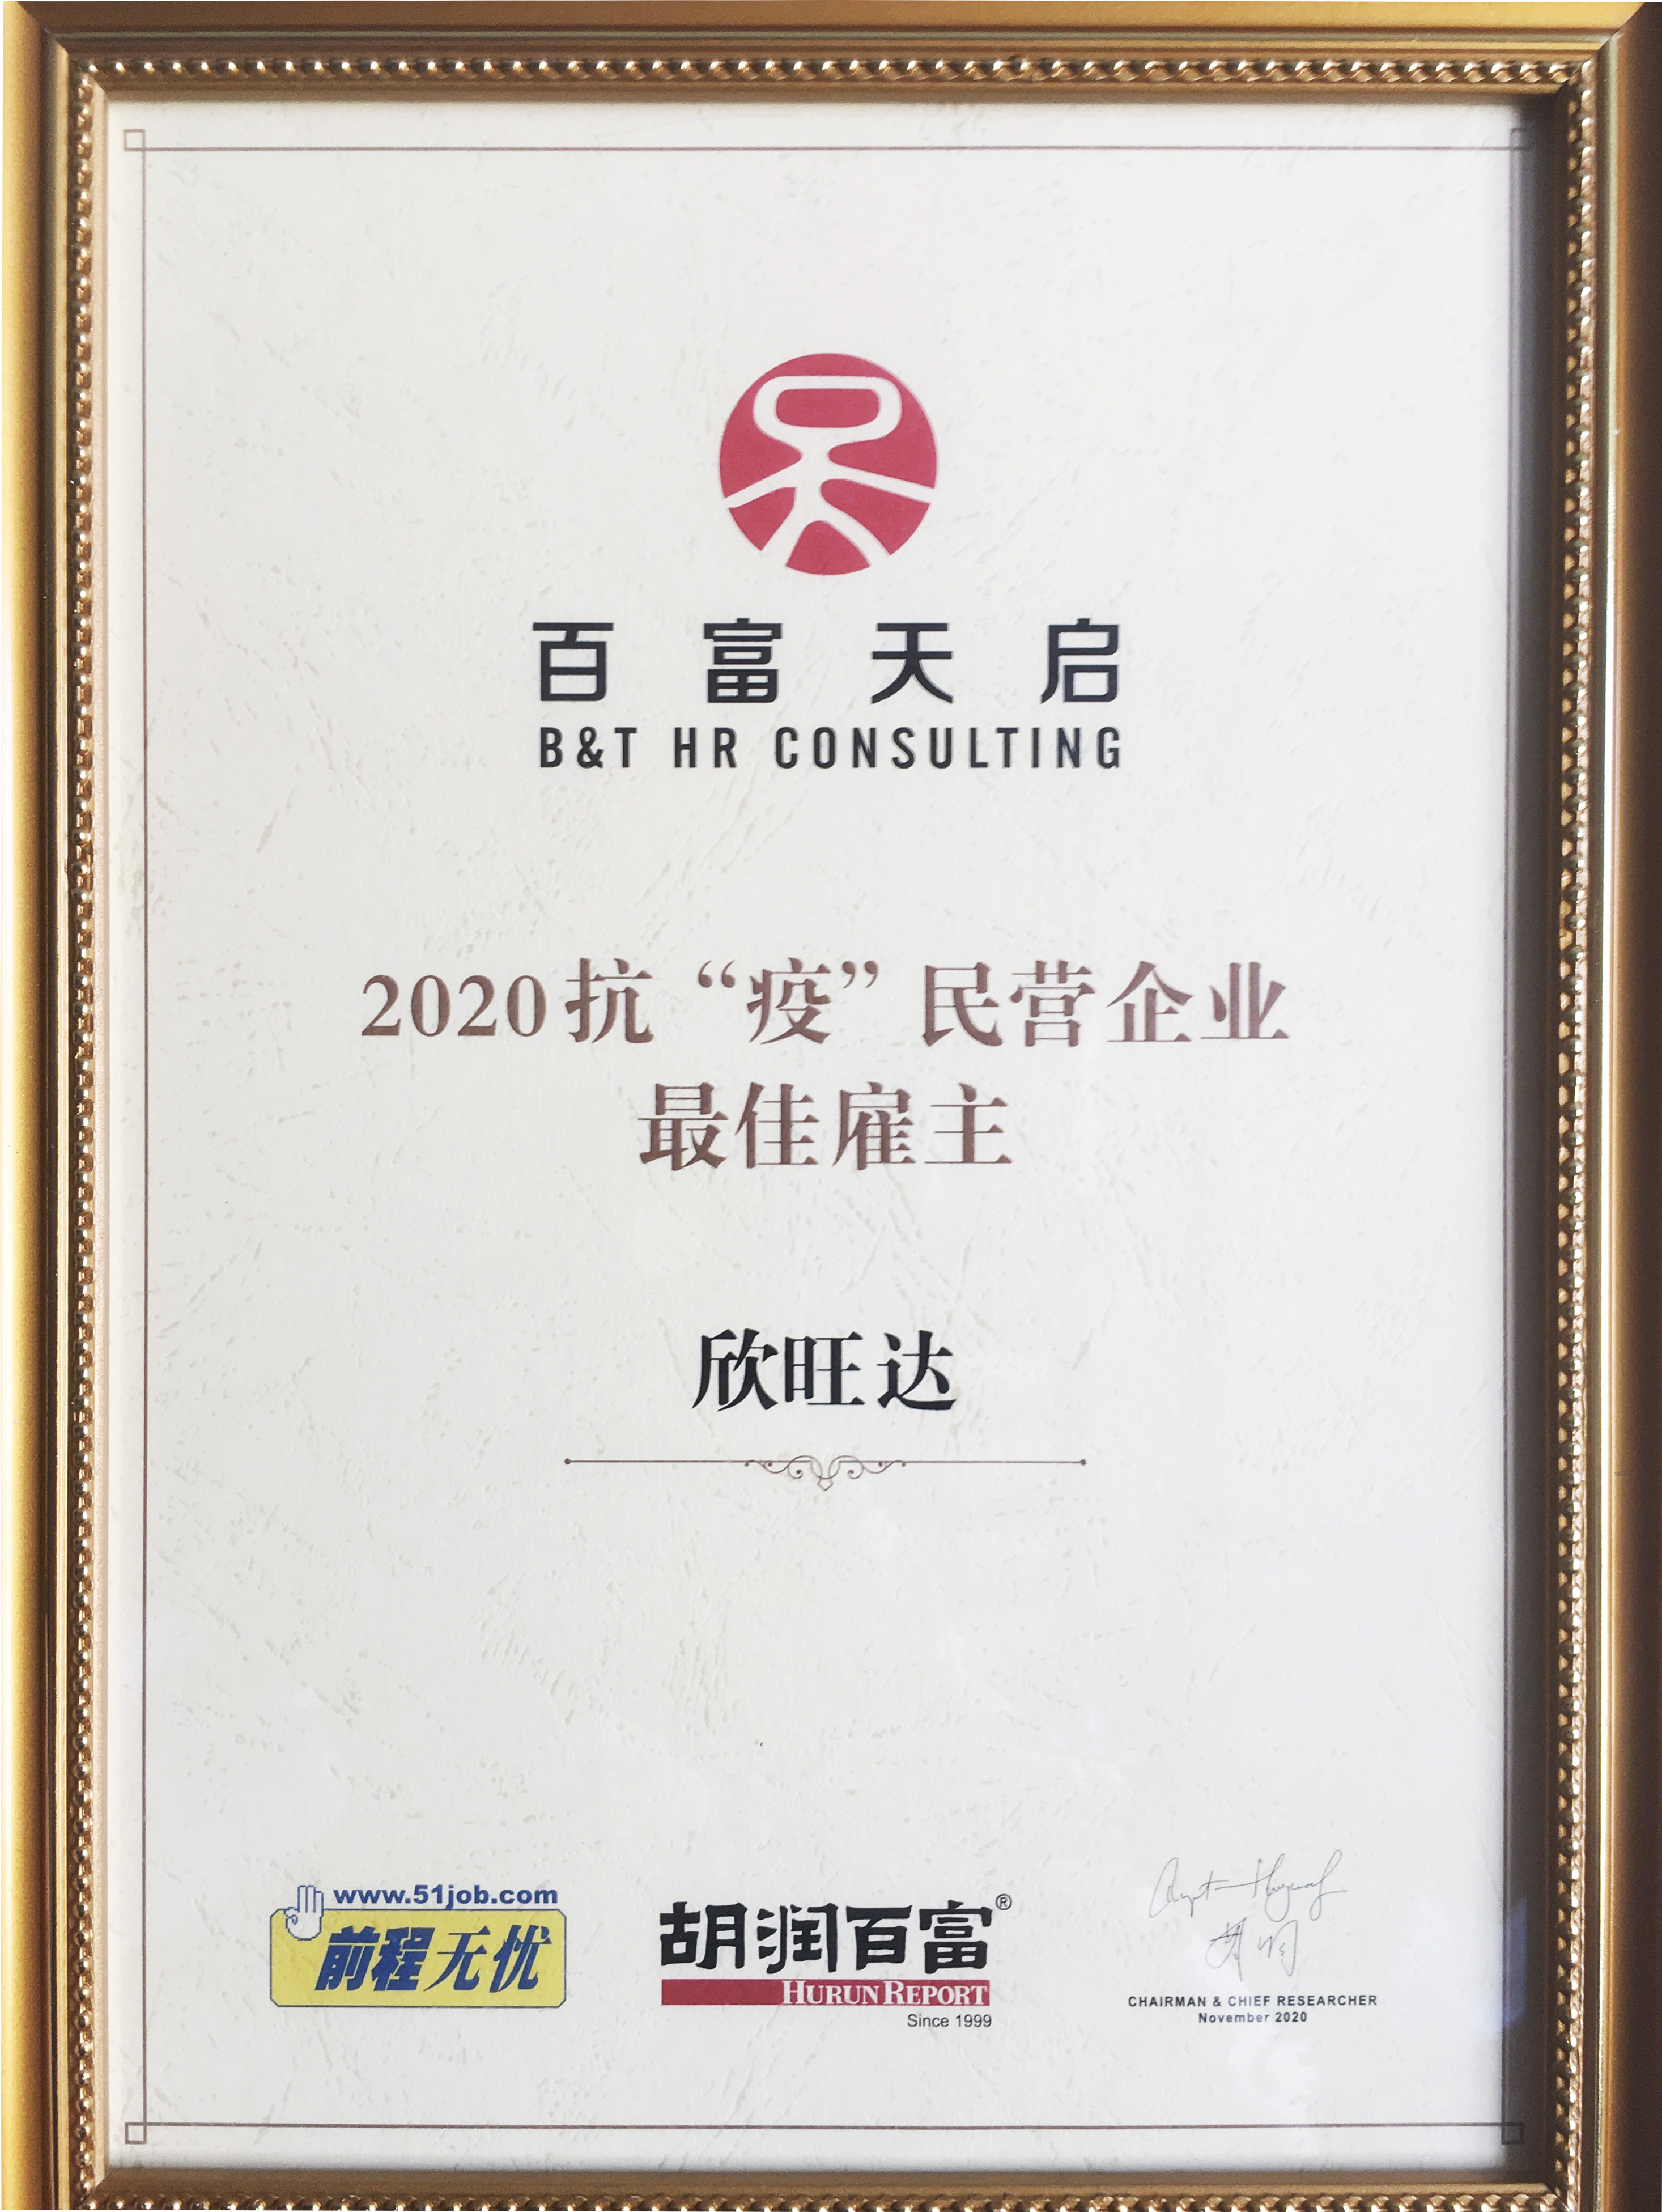 百富天启
B&T HR CONSULTING
2020抗“疫”民营企业
最佳雇主
欣旺达
www.51job.com
前程无忧
胡润百富®
HURUN REPORT
Since 1999
CHAIRMAN & CHIEF RESEARCHER
November 2020